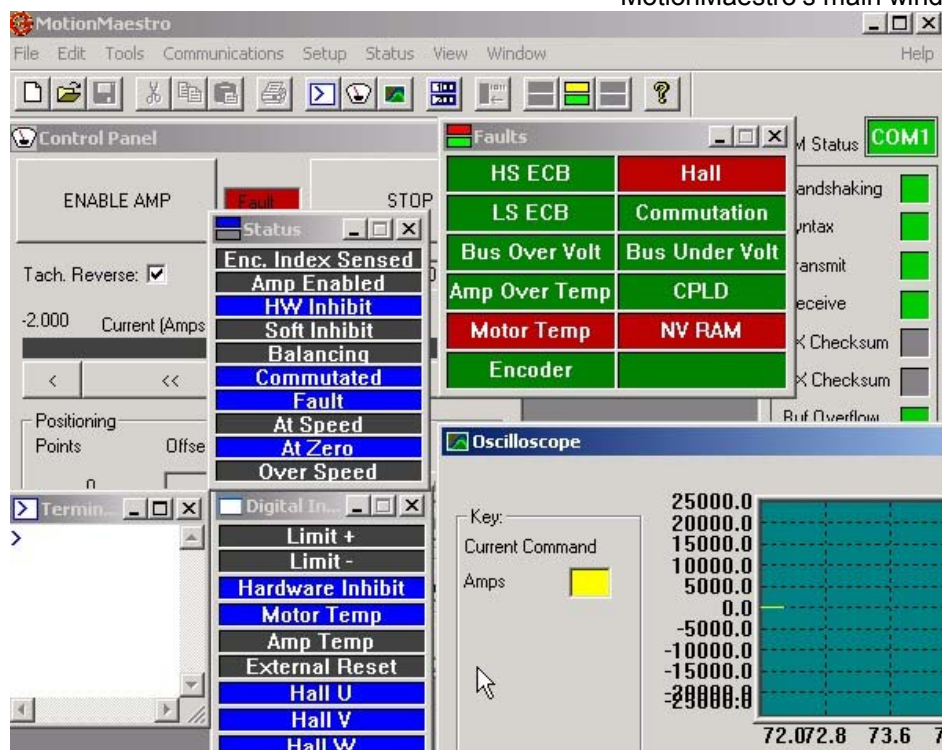 MotionMaestro's main wind
MotionMaestro
File Edit Tools Communications Setup Status View Window Help
Control Panel
ENABLE AMP
Fault
STOP
Tach. Reverse:
-2.000 Current (Amps
< <<
Positioning
Points Offse
0
Status
Enc. Index Sensed
Amp Enabled
HW Inhibit
Soft Inhibit
Balancing
Commutated
Fault
At Speed
At Zero
Over Speed
Faults
HS ECB Hall
LS ECB Commutation
Bus Over Volt Bus Under Volt
Amp Over Temp CPLD
Motor Temp NV RAM
Encoder
M Status COM1
andshaking
yntax
ansmit
eceive
X Checksum
X Checksum
Buf Overflow
Termin...
>
Digital In...
Limit +
Limit -
Hardware Inhibit
Motor Temp
Amp Temp
External Reset
Hall U
Hall V
Hall W
Oscilloscope
Key:
Current Command
Amps
25000.0
20000.0
15000.0
10000.0
5000.0
0.0
-5000.0
-10000.0
-15000.0
72.0 72.8 73.6 7